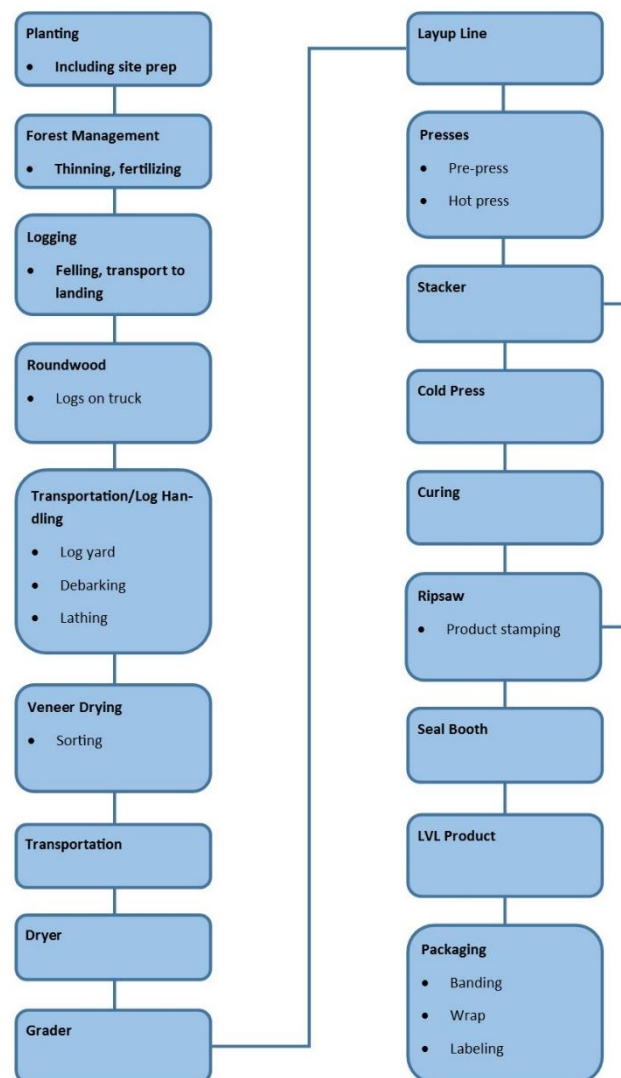 Planting
• Including site prep
Forest Management
• Thinning, fertilizing
Logging
• Felling, transport to
landing
Roundwood
• Logs on truck
Transportation/Log Han-
dling
• Log yard
• Debarking
• Lathing
Veneer Drying
• Sorting
Transportation
Dryer
Grader
Layup Line
Presses
• Pre-press
• Hot press
Stacker
Cold Press
Curing
Ripsaw
• Product stamping
Seal Booth
LVL Product
Packaging
• Banding
• Wrap
• Labeling